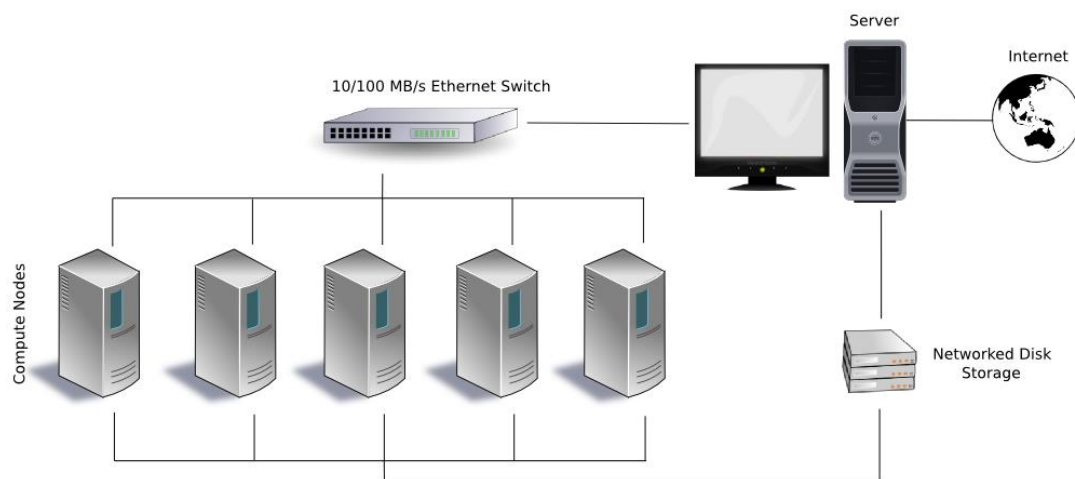 Server
Internet
10/100 MB/s Ethernet Switch
Compute Nodes
Networked Disk
Storage